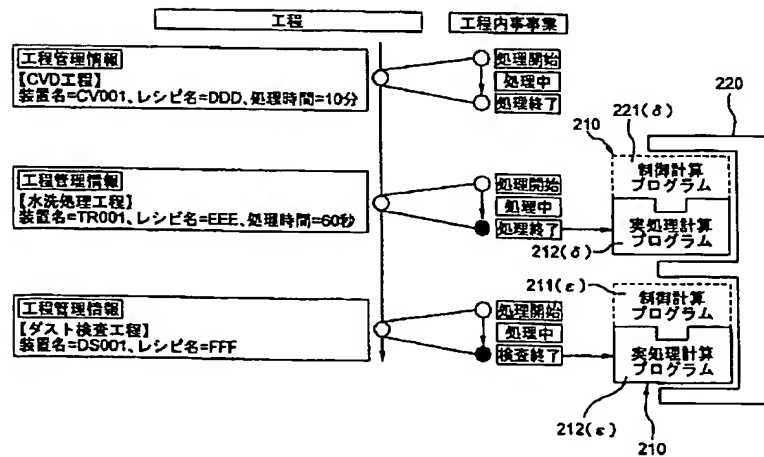 工程
工程内事事業
工程管理情報
【CVD工程】
装置名=CV001、レシピ名=DDD、処理時間=10分
処理開始
処理中
処理終了
220
221(δ)
210
制御計算
プログラム
工程管理情報
【水洗処理工程】
装置名=TR001、レシピ名=EEE、処理時間=60秒
処理開始
処理中
処理終了
実処理計算
プログラム
212(δ)
211(ε)
制御計算
プログラム
工程管理情報
【ダスト検査工程】
装置名=DS001、レシピ名=FFF
処理開始
処理中
検査終了
実処理計算
プログラム
212(ε)
210